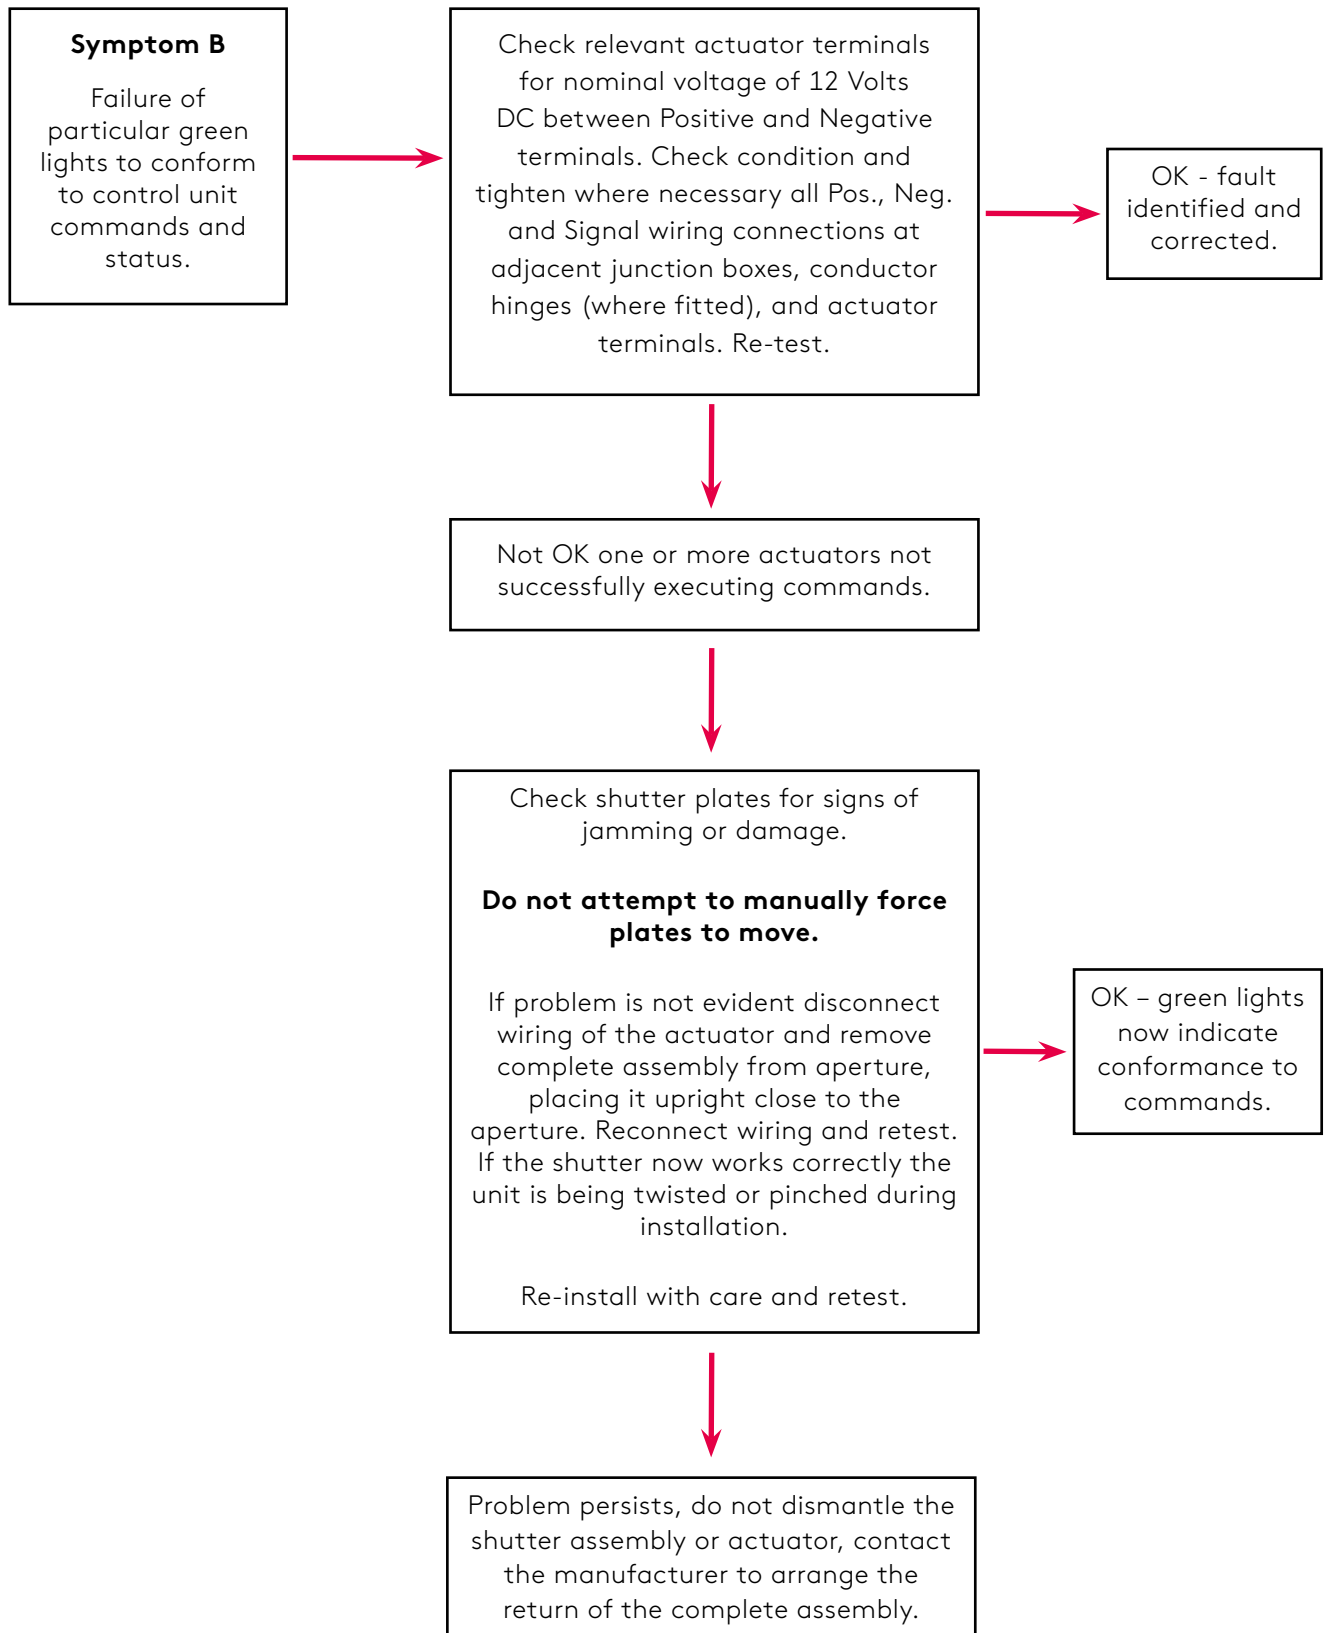 Symptom B
Failure of
particular green
lights to conform
to control unit
commands and
status.
Check relevant actuator terminals
for nominal voltage of 12 Volts
DC between Positive and Negative
terminals. Check condition and
tighten where necessary all Pos., Neg.
and Signal wiring connections at
adjacent junction boxes, conductor
hinges (where fitted), and actuator
terminals. Re-test.
OK - fault
identified and
corrected.
Not OK one or more actuators not
successfully executing commands.
Check shutter plates for signs of
jamming or damage.
Do not attempt to manually force
plates to move.
If problem is not evident disconnect
wiring of the actuator and remove
complete assembly from aperture,
placing it upright close to the
aperture. Reconnect wiring and retest.
If the shutter now works correctly the
unit is being twisted or pinched during
installation.
Re-install with care and retest.
OK – green lights
now indicate
conformance to
commands.
Problem persists, do not dismantle the
shutter assembly or actuator, contact
the manufacturer to arrange the
return of the complete assembly.